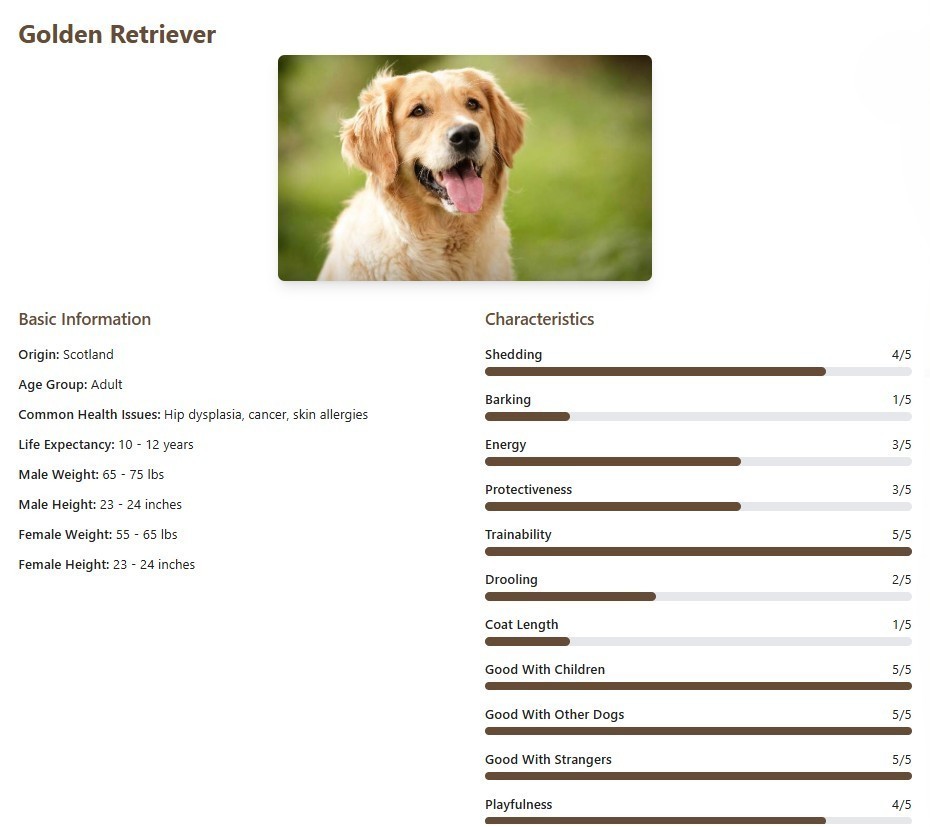 Golden Retriever
Basic Information
Origin: Scotland
Age Group: Adult
Common Health Issues: Hip dysplasia, cancer, skin allergies
Life Expectancy: 10 - 12 years
Male Weight: 65 - 75 lbs
Male Height: 23 - 24 inches
Female Weight: 55 - 65 lbs
Female Height: 23 - 24 inches
Characteristics
Shedding 4/5
Barking 1/5
Energy 3/5
Protectiveness 3/5
Trainability 5/5
Drooling 2/5
Coat Length 1/5
Good With Children 5/5
Good With Other Dogs 5/5
Good With Strangers 5/5
Playfulness 4/5